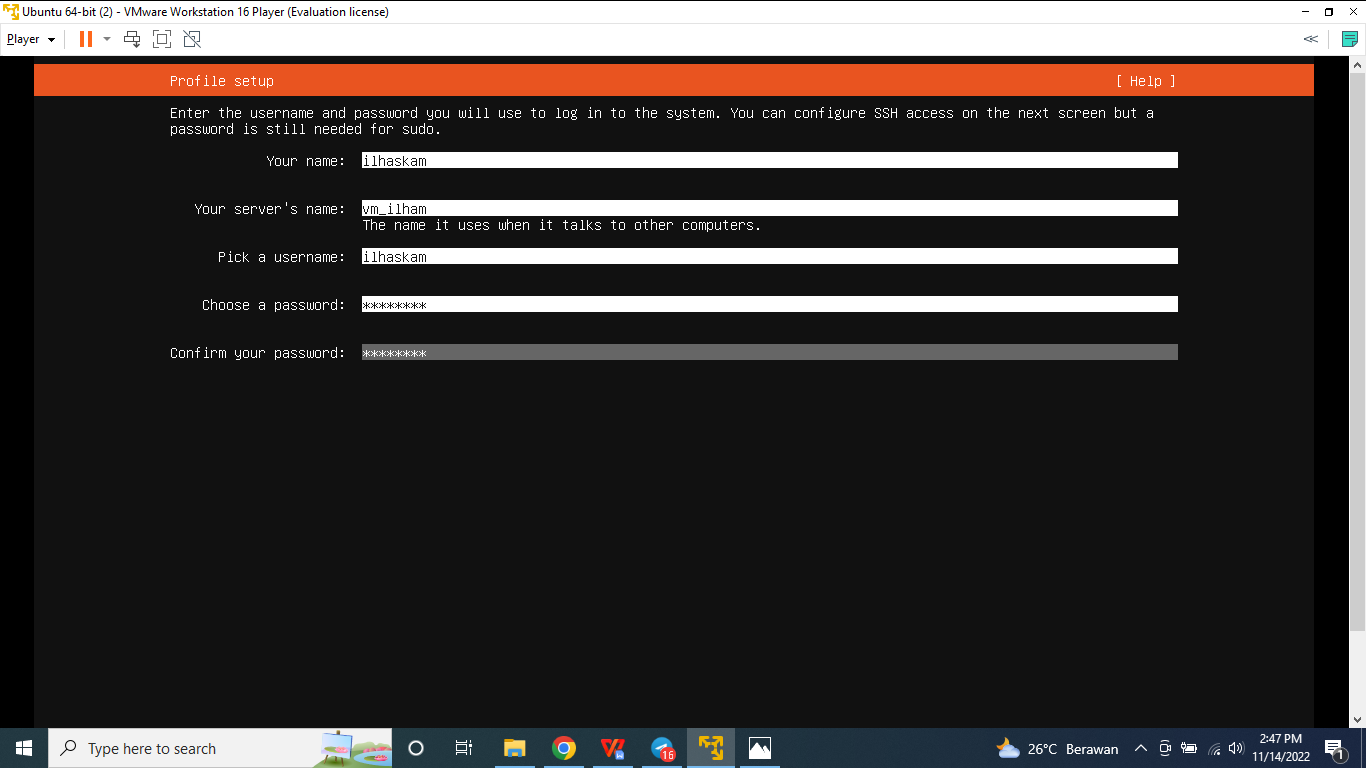 Ubuntu 64-bit (2) - VMware Workstation 16 Player (Evaluation license)
Player
Profile setup [ Help ]
Enter the username and password you will use to log in to the system. You can configure SSH access on the next screen but a
password is still needed for sudo.
Your name: ilhaskam
Your server's name: vm_ilham
The name it uses when it talks to other computers.
Pick a username: ilhaskam
Choose a password: ********
Confirm your password: ********
Type here to search
16
26°C Berawan
2:47 PM
11/14/2022
1